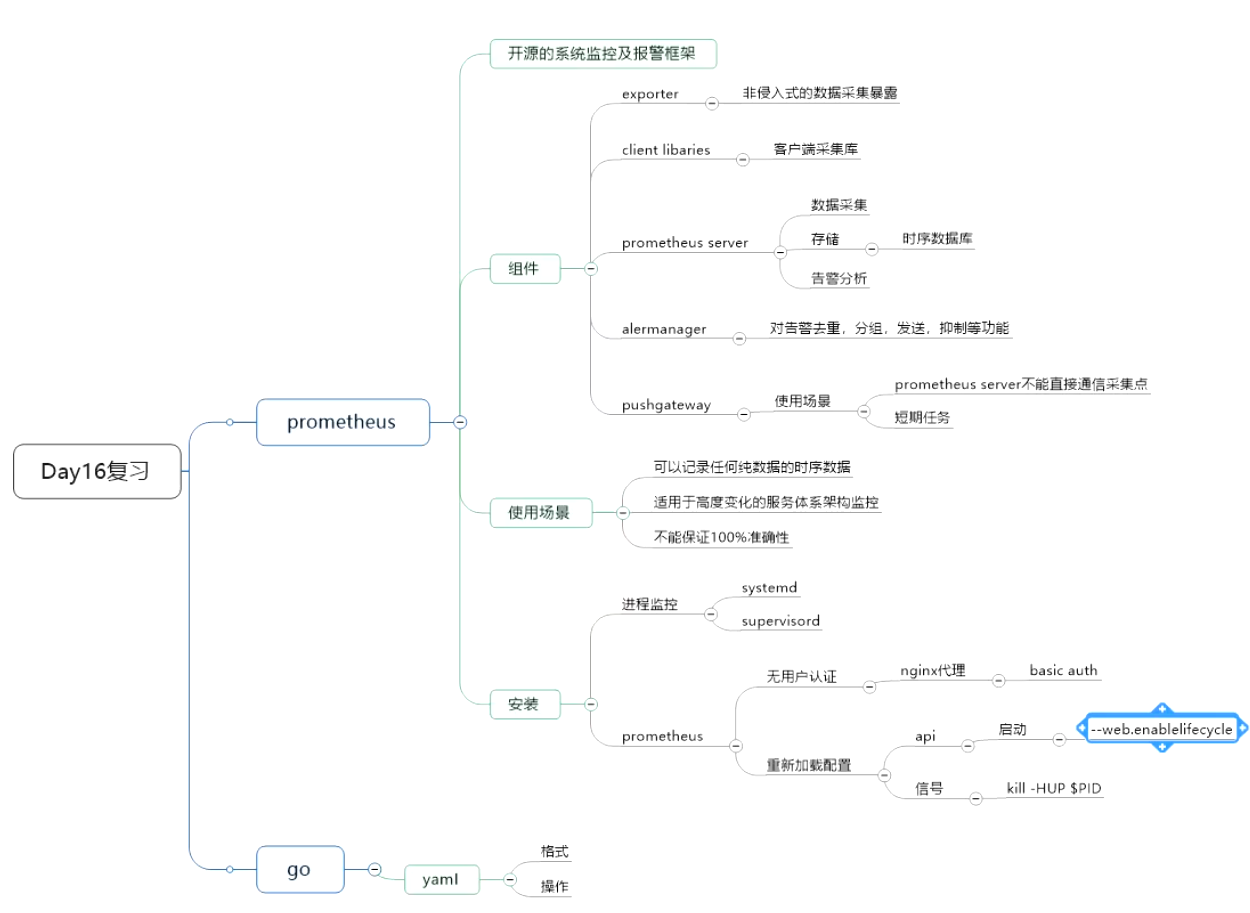 Day16复习
prometheus
开源的系统监控及报警框架
组件
exporter
非侵入式的数据采集暴露
client libaries
客户端采集库
prometheus server
数据采集
存储
时序数据库
告警分析
alermanager
对告警去重，分组，发送，抑制等功能
pushgateway
使用场景
prometheus server不能直接通信采集点
短期任务
使用场景
可以记录任何纯数据的时序数据
适用于高度变化的服务体系架构监控
不能保证100%准确性
安装
进程监控
systemd
supervisord
prometheus
无用户认证
nginx代理
basic auth
重新加载配置
api
启动
--web.enablelifecycle
信号
kill -HUP $PID
go
yaml
格式
操作